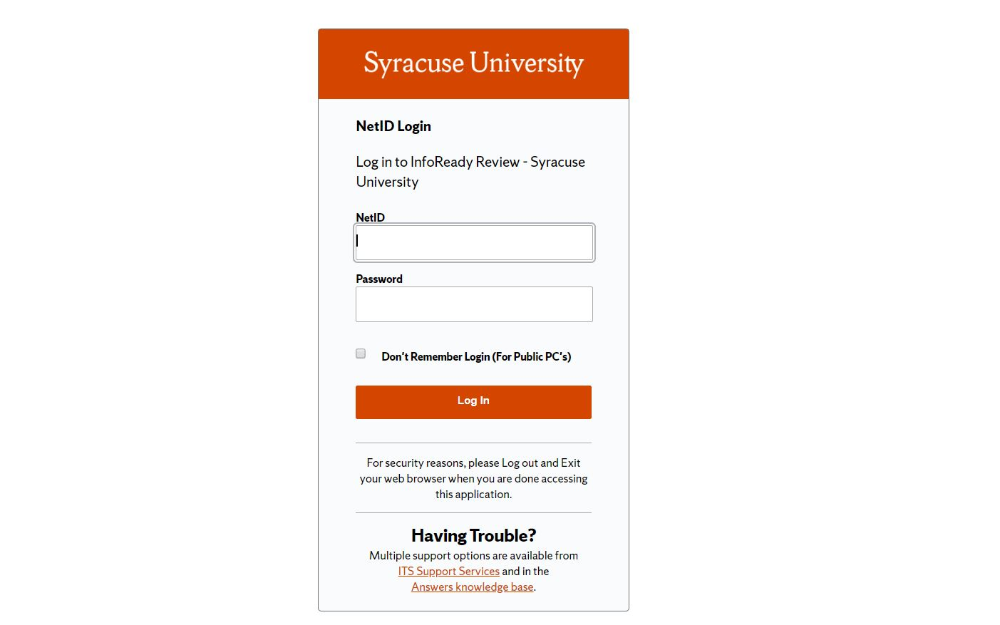 Syracuse University
NetID Login
Log in to InfoReady Review - Syracuse
University
NetID
Password
Don't Remember Login (For Public PC's)
Log In
For security reasons, please Log out and Exit
your web browser when you are done accessing
this application.
Having Trouble?
Multiple support options are available from
ITS Support Services and in the
Answers knowledge base.